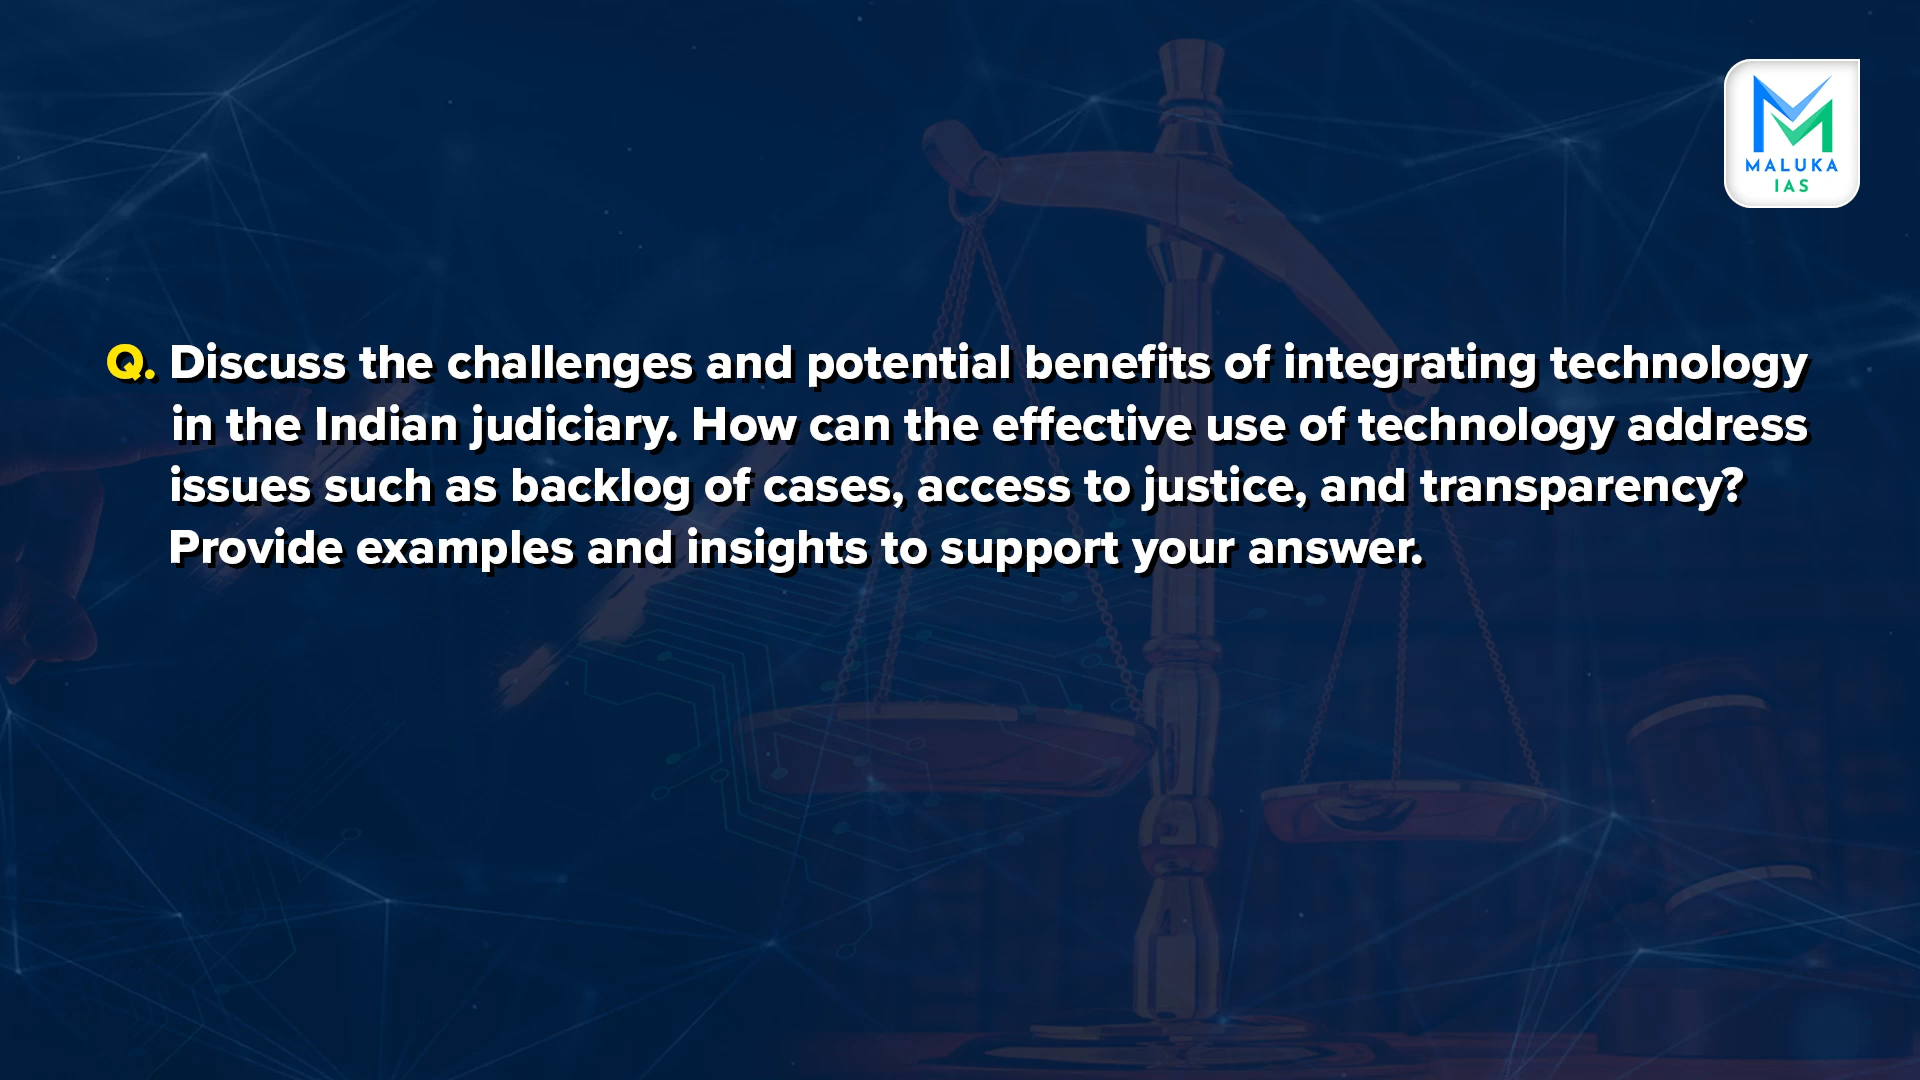 MALUKA
IAS
Q. Discuss the challenges and potential benefits of integrating technology
in the Indian judiciary. How can the effective use of technology address
issues such as backlog of cases, access to justice, and transparency?
Provide examples and insights to support your answer.